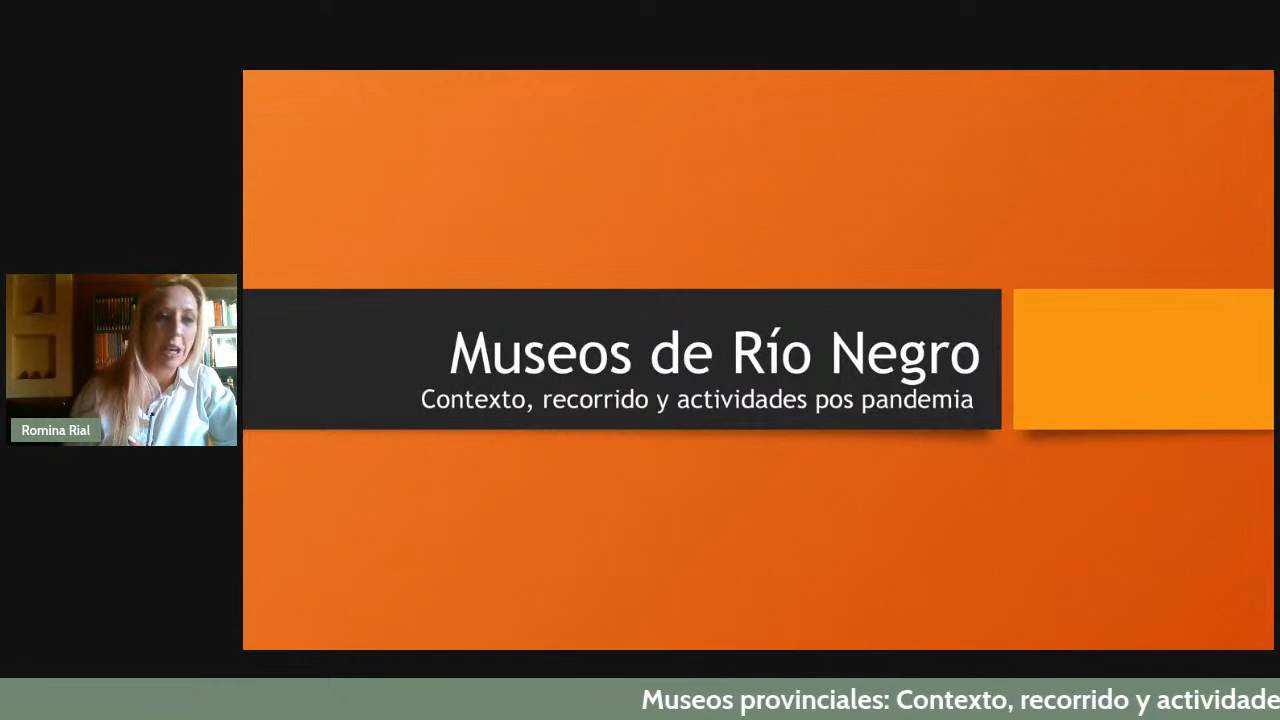 Museos de Río Negro
Contexto, recorrido y actividades pos pandemia
Romina Rial
Museos provinciales: Contexto, recorrido y actividade